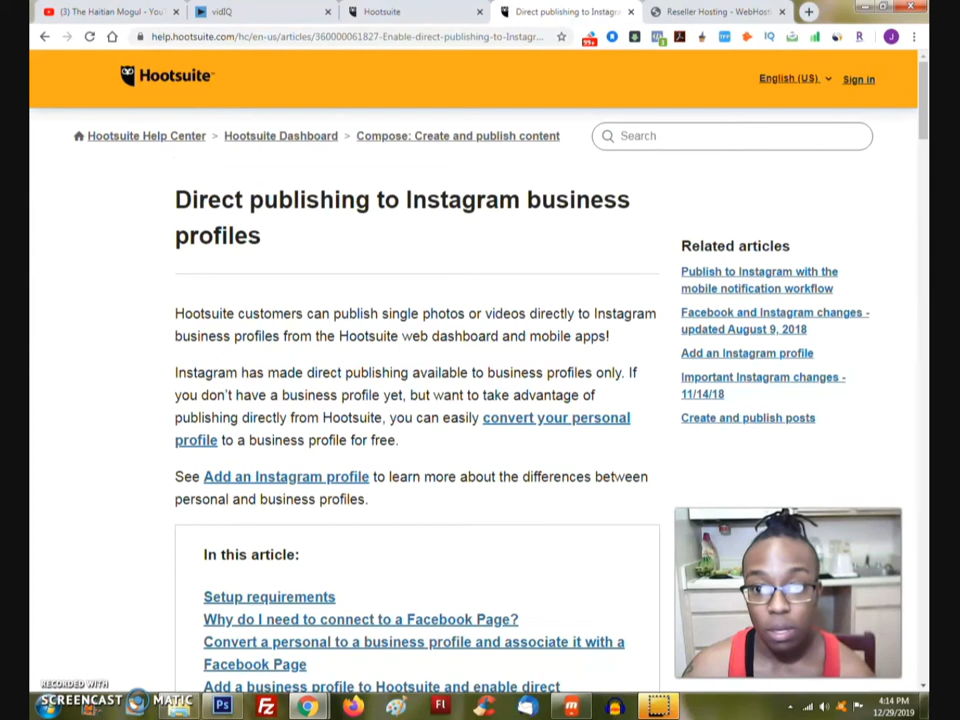 (3) The Haitian Mogul - You
vidIQ
Hootsuite
Direct publishing to Instagra
Reseller Hosting - WebHost
help.hootsuite.com/hc/en-us/articles/360000061827-Enable-direct-publishing-to-Instagr...
Hootsuite
English (US)
Sign in
Hootsuite Help Center > Hootsuite Dashboard > Compose: Create and publish content
Search
Direct publishing to Instagram business
profiles
Hootsuite customers can publish single photos or videos directly to Instagram
business profiles from the Hootsuite web dashboard and mobile apps!
Instagram has made direct publishing available to business profiles only. If
you don't have a business profile yet, but want to take advantage of
publishing directly from Hootsuite, you can easily convert your personal
profile to a business profile for free.
See Add an Instagram profile to learn more about the differences between
personal and business profiles.
In this article:
Setup requirements
Why do I need to connect to a Facebook Page?
Convert a personal to a business profile and associate it with a
Facebook Page
Add a business profile to Hootsuite and enable direct
Related articles
Publish to Instagram with the
mobile notification workflow
Facebook and Instagram changes -
updated August 9, 2018
Add an Instagram profile
Important Instagram changes -
11/14/18
Create and publish posts
RECORDED WITH
SCREENCAST MATIC
Ps
Fz
Fl
4:14 PM
12/29/2019